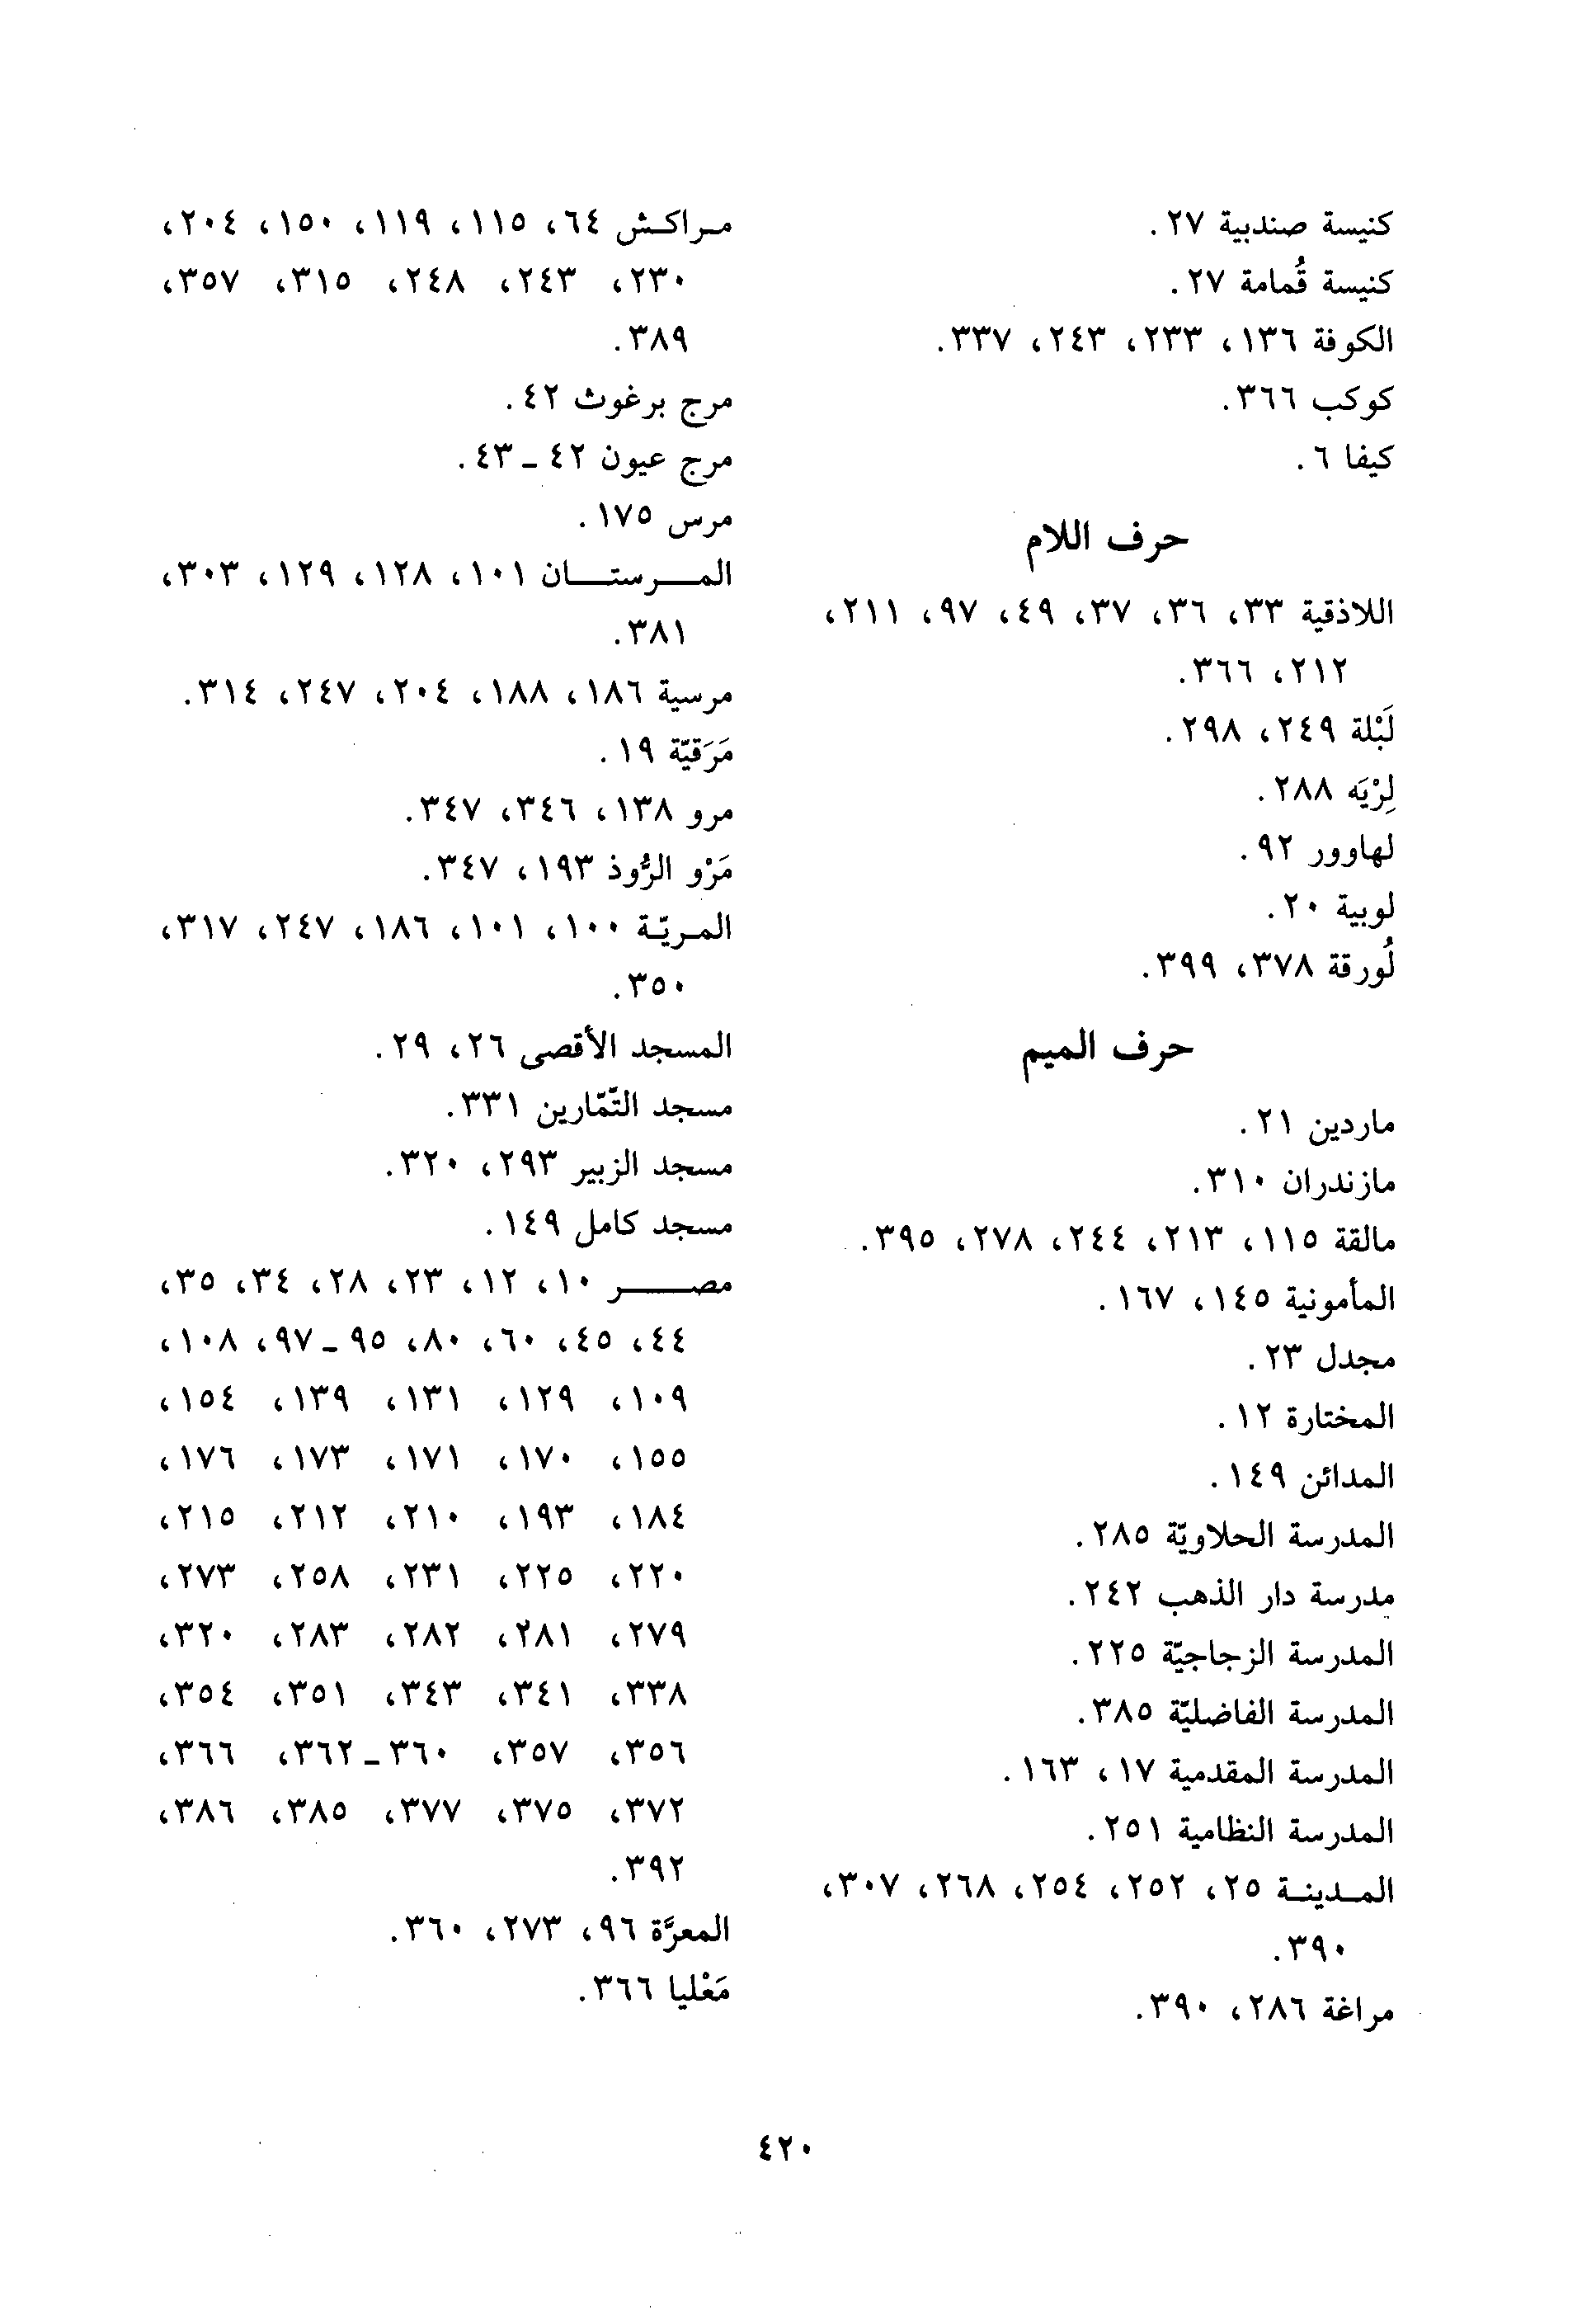 كنيسة صندبية ٢٧.
كنيسة قُمامة ٢٧.
الكوفة ١٣٦، ٢٣٣، ٢٤٣، ٣٣٧.
كوكب ٣٦٦.
كيفا ٦.
حرف اللام
اللاذقية ٣٣، ٣٦، ٣٧، ٤٩، ٩٧، ٢١١،
٢١٢، ٣٦٦.
لَبْلة ٢٤٩، ٢٩٨.
لِرْيَه ٢٨٨.
لهاوور ٩٢.
لوبية ٢٠.
لُورقة ٣٧٨، ٣٩٩.
حرف الميم
ماردين ٢١.
مازندران ٣١٠.
مالقة ١١٥، ٢١٣، ٢٤٤، ٢٧٨، ٣٩٥.
المأمونية ١٤٥، ١٦٧.
مجدل ٢٣.
المختارة ١٢.
المدائن ١٤٩.
المدرسة الحلاويّة ٢٨٥.
مدرسة دار الذهب ٢٤٢.
المدرسة الزجاجيّة ٢٢٥.
المدرسة الفاضليّة ٣٨٥.
المدرسة المقدمية ١٧، ١٦٣.
المدرسة النظامية ٢٥١.
المـدينـة ٢٥، ٢٥٢، ٢٥٤، ٢٦٨، ٣٠٧،
٣٩٠.
مراغة ٢٨٦، ٣٩٠.
مـراكـش ٦٤، ١١٥، ١١٩، ١٥٠، ٢٠٤،
٢٣٠، ٢٤٣، ٢٤٨، ٣١٥، ٣٥٧،
٣٨٩.
مرج برغوث ٤٢.
مرج عيون ٤٢ - ٤٣.
مرس ١٧٥.
المـــرستـــان ١٠١، ١٢٨، ١٢٩، ٣٠٣،
٣٨١.
مرسية ١٨٦، ١٨٨، ٢٠٤، ٢٤٧، ٣١٤.
مَرَقيّة ١٩.
مرو ١٣٨، ٣٤٦، ٣٤٧.
مَرْو الرُّوذ ١٩٣، ٣٤٧.
المـريّـة ١٠٠، ١٠١، ١٨٦، ٢٤٧، ٣١٧،
٣٥٠.
المسجد الأقصى ٢٦، ٢٩.
مسجد التّمّارين ٣٣١.
مسجد الزبير ٢٩٣، ٣٢٠.
مسجد كامل ١٤٩.
مصـــــر ١٠، ١٢، ٢٣، ٢٨، ٣٤، ٣٥،
٤٤، ٤٥، ٦٠، ٨٠، ٩٥ - ٩٧، ١٠٨،
١٠٩، ١٢٩، ١٣١، ١٣٩، ١٥٤،
١٥٥، ١٧٠، ١٧١، ١٧٣، ١٧٦،
١٨٤، ١٩٣، ٢١٠، ٢١٢، ٢١٥،
٢٢٠، ٢٢٥، ٢٣١، ٢٥٨، ٢٧٣،
٢٧٩، ٢٨١، ٢٨٢، ٢٨٣، ٣٢٠،
٣٣٨، ٣٤١، ٣٤٣، ٣٥١، ٣٥٤،
٣٥٦، ٣٥٧، ٣٦٠ - ٣٦٢، ٣٦٦،
٣٧٢، ٣٧٥، ٣٧٧، ٣٨٥، ٣٨٦،
٣٩٢.
المعرَّة ٩٦، ٢٧٣، ٣٦٠.
مَعْليا ٣٦٦.
٤٢٠